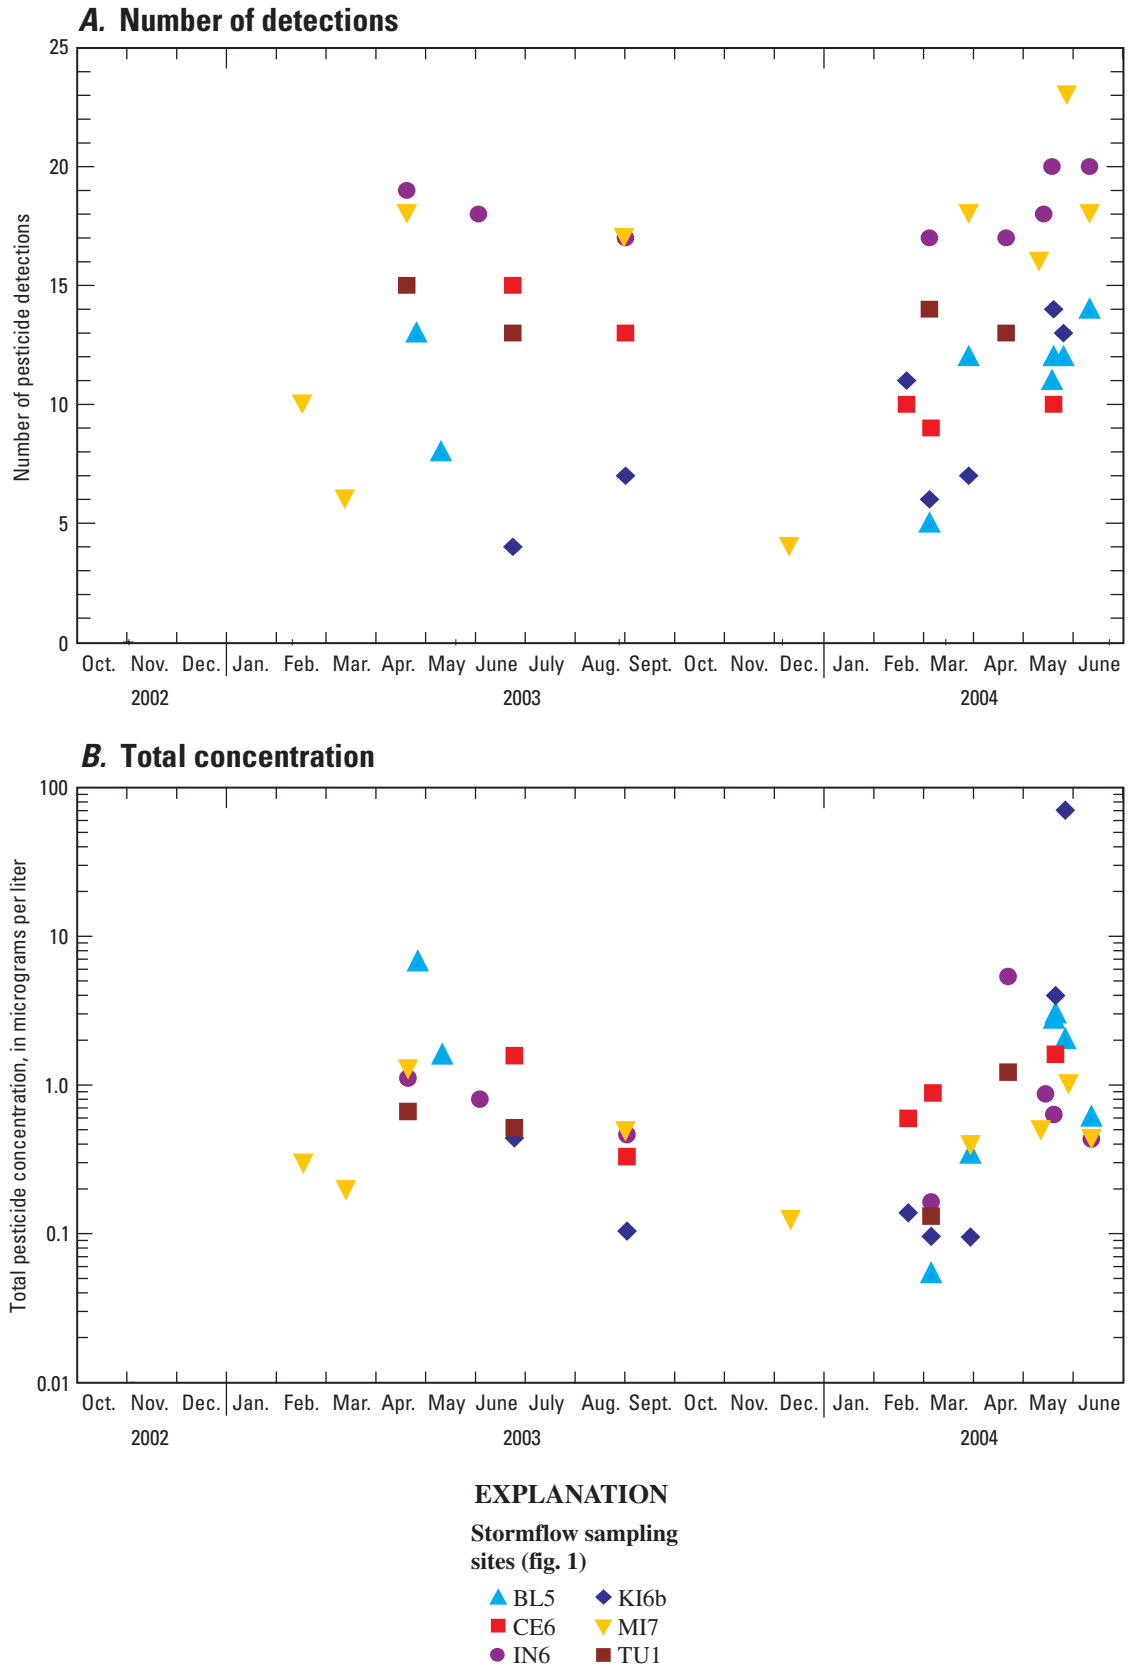 A. Number of detections
25
20
15
10
5
0
Number of pesticide detections
Oct. Nov. Dec. Jan. Feb. Mar. Apr. May June July Aug. Sept. Oct. Nov. Dec. Jan. Feb. Mar. Apr. May June
2002 2003 2004
B. Total concentration
100
10
1.0
0.1
0.01
Total pesticide concentration, in micrograms per liter
Oct. Nov. Dec. Jan. Feb. Mar. Apr. May June July Aug. Sept. Oct. Nov. Dec. Jan. Feb. Mar. Apr. May June
2002 2003 2004
EXPLANATION
Stormflow sampling
sites (fig. 1)
BL5 KI6b
CE6 MI7
IN6 TU1